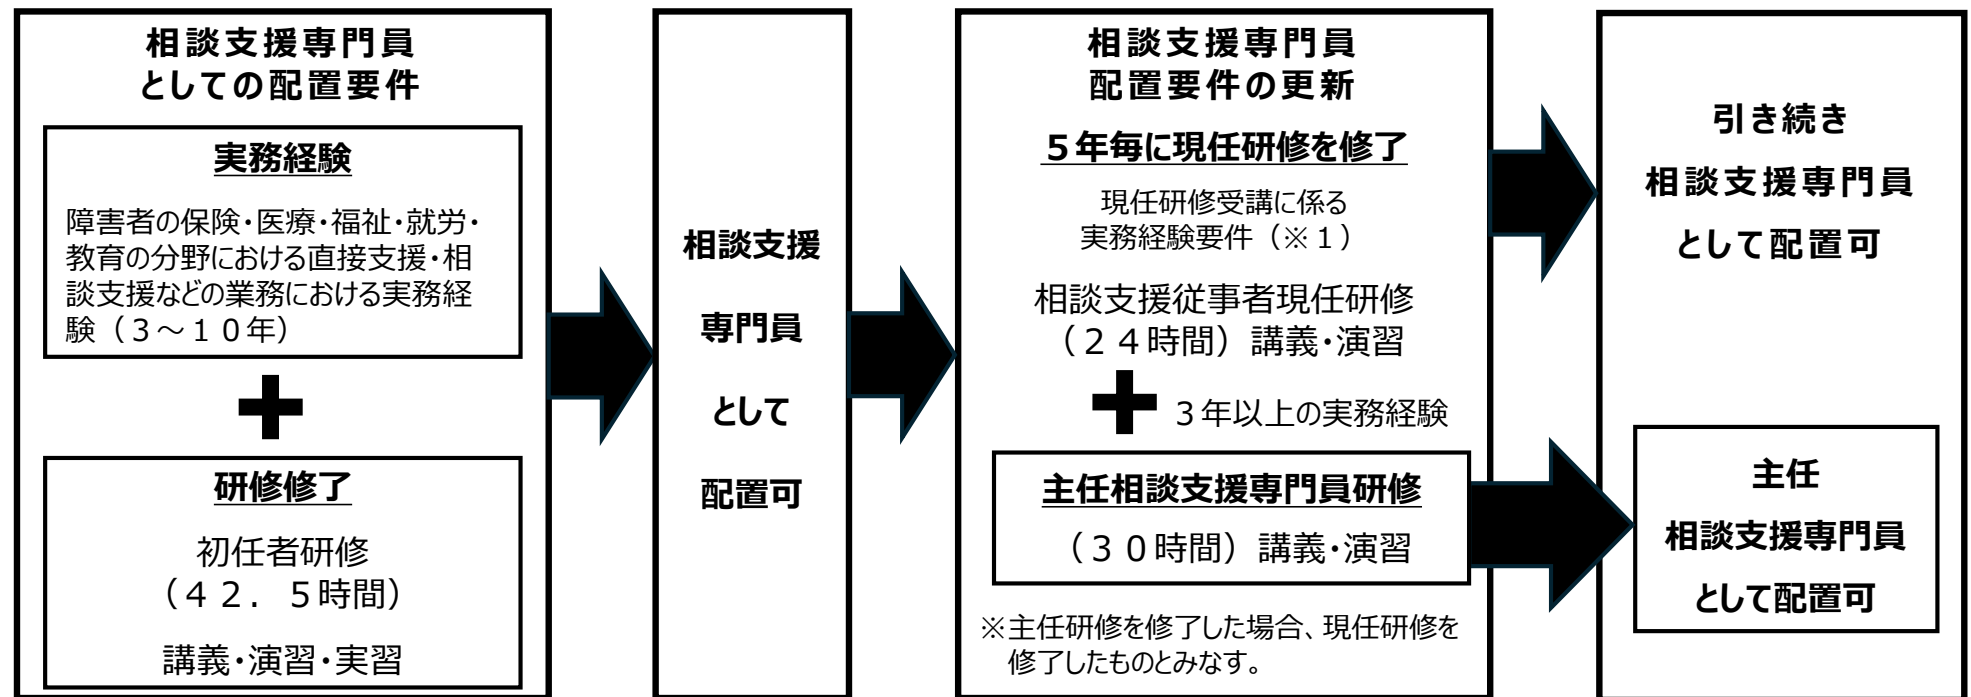 相談支援専門員
としての配置要件
実務経験
障害者の保険・医療・福祉・就労・
教育の分野における直接支援・相
談支援などの業務における実務経
験（３～１０年）
研修修了
初任者研修
（４２．５時間）
講義・演習・実習
相談支援
専門員
として
配置可
相談支援専門員
配置要件の更新
５年毎に現任研修を修了
現任研修受講に係る
実務経験要件（※１）
相談支援従事者現任研修
（２４時間）講義・演習
３年以上の実務経験
主任相談支援専門員研修
（３０時間）講義・演習
※主任研修を修了した場合、現任研修を
修了したものとみなす。
引き続き
相談支援専門員
として配置可
主任
相談支援専門員
として配置可